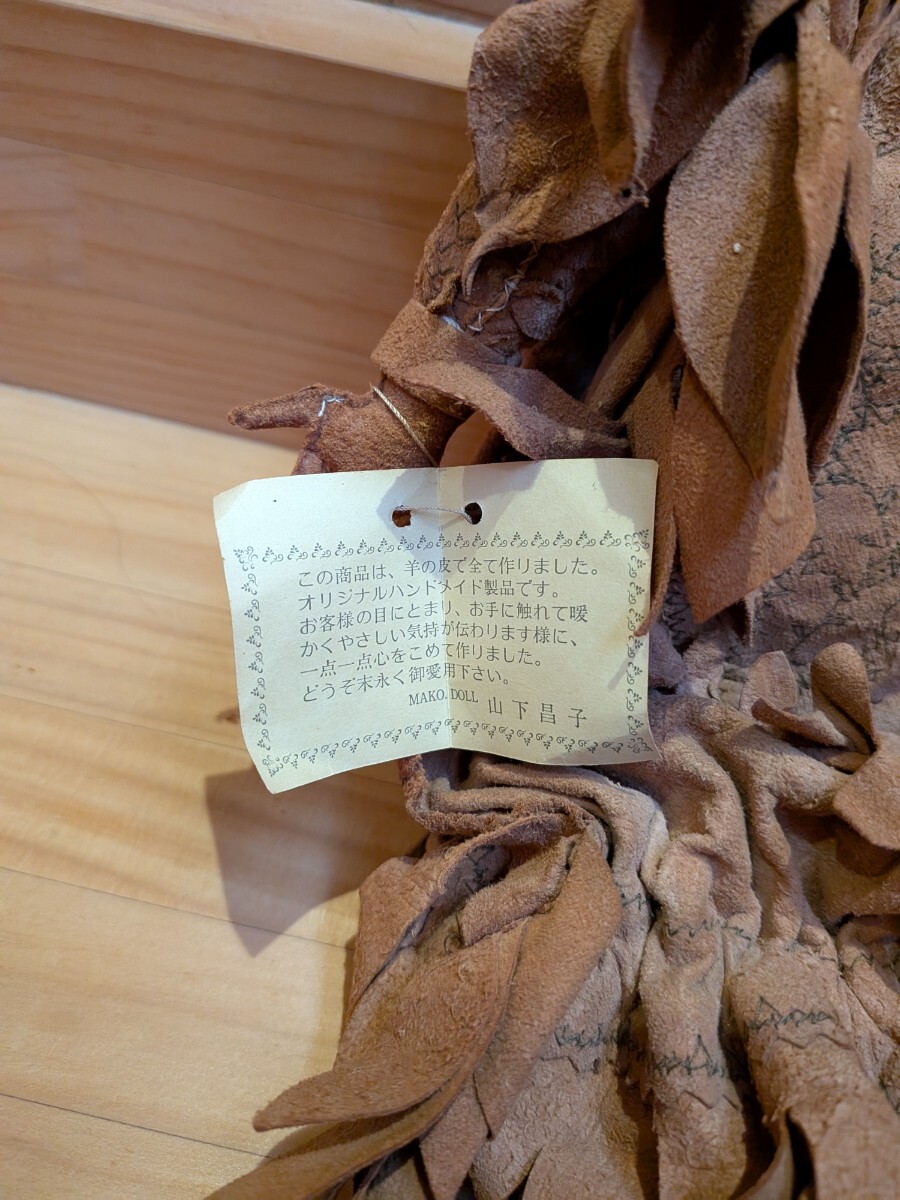 この商品は、羊の皮で全て作りました。
オリジナルハンドメイド製品です。
お客様の目にとまり、お手に触れて暖
かくやさしい気持が伝わります様に、
一点一点心をこめて作りました。
どうぞ末永く御愛用下さい。
MAKO. DOLL 山下昌子